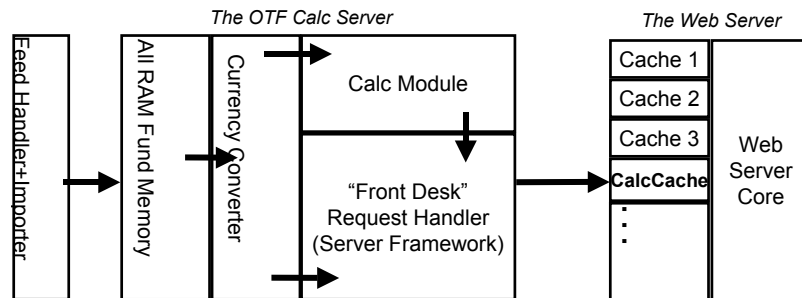 The OTF Calc Server
The Web Server
Feed Handler+Importer
All RAM Fund Memory
Currency Converter
Calc Module
“Front Desk”
Request Handler
(Server Framework)
Cache 1
Cache 2
Cache 3
CalcCache
Web
Server
Core